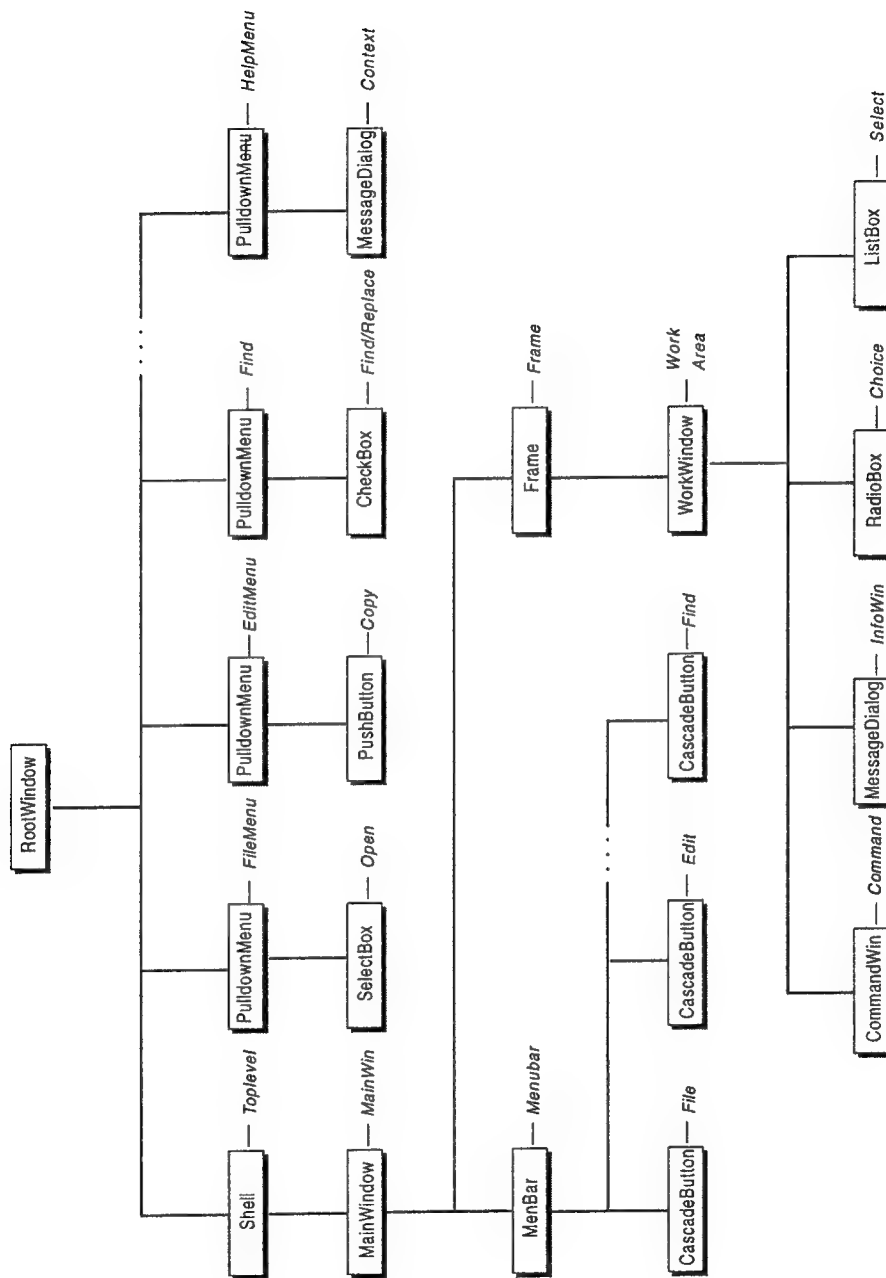 RootWindow
Shell — Toplevel
PulldownMenu — FileMenu
PulldownMenu — EditMenu
PulldownMenu — Find
. . . .
PulldownMenu — HelpMenu
MainWindow — MainWin
SelectBox — Open
PushButton — Copy
CheckBox — Find/Replace
MessageDialog — Context
MenBar — Menubar
Frame — Frame
CascadeButton — File
CascadeButton — Edit
. . . .
CascadeButton — Find
WorkWindow — Work
Area
CommandWin — Command
MessageDialog — InfoWin
RadioBox — Choice
ListBox — Select